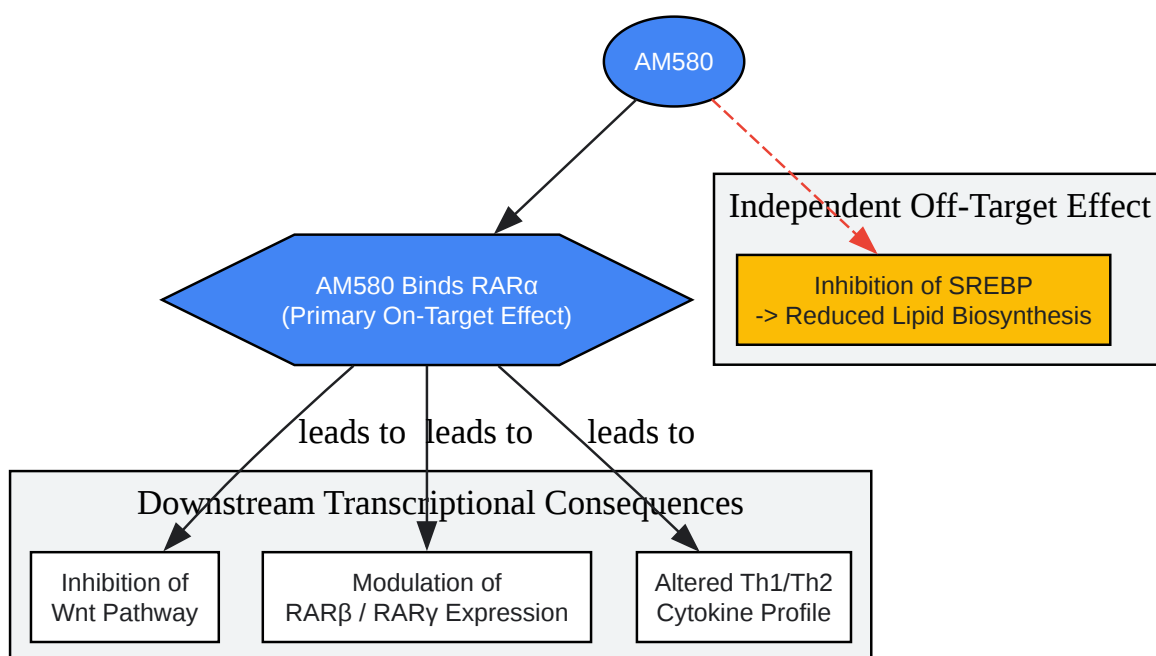 AM580
Independent Off-Target Effect
Inhibition of SREBP
-> Reduced Lipid Biosynthesis
AM580 Binds RARα
(Primary On-Target Effect)
leads to
leads to
leads to
Downstream Transcriptional Consequences
Inhibition of
Wnt Pathway
Modulation of
RARβ / RARγ Expression
Altered Th1/Th2
Cytokine Profile